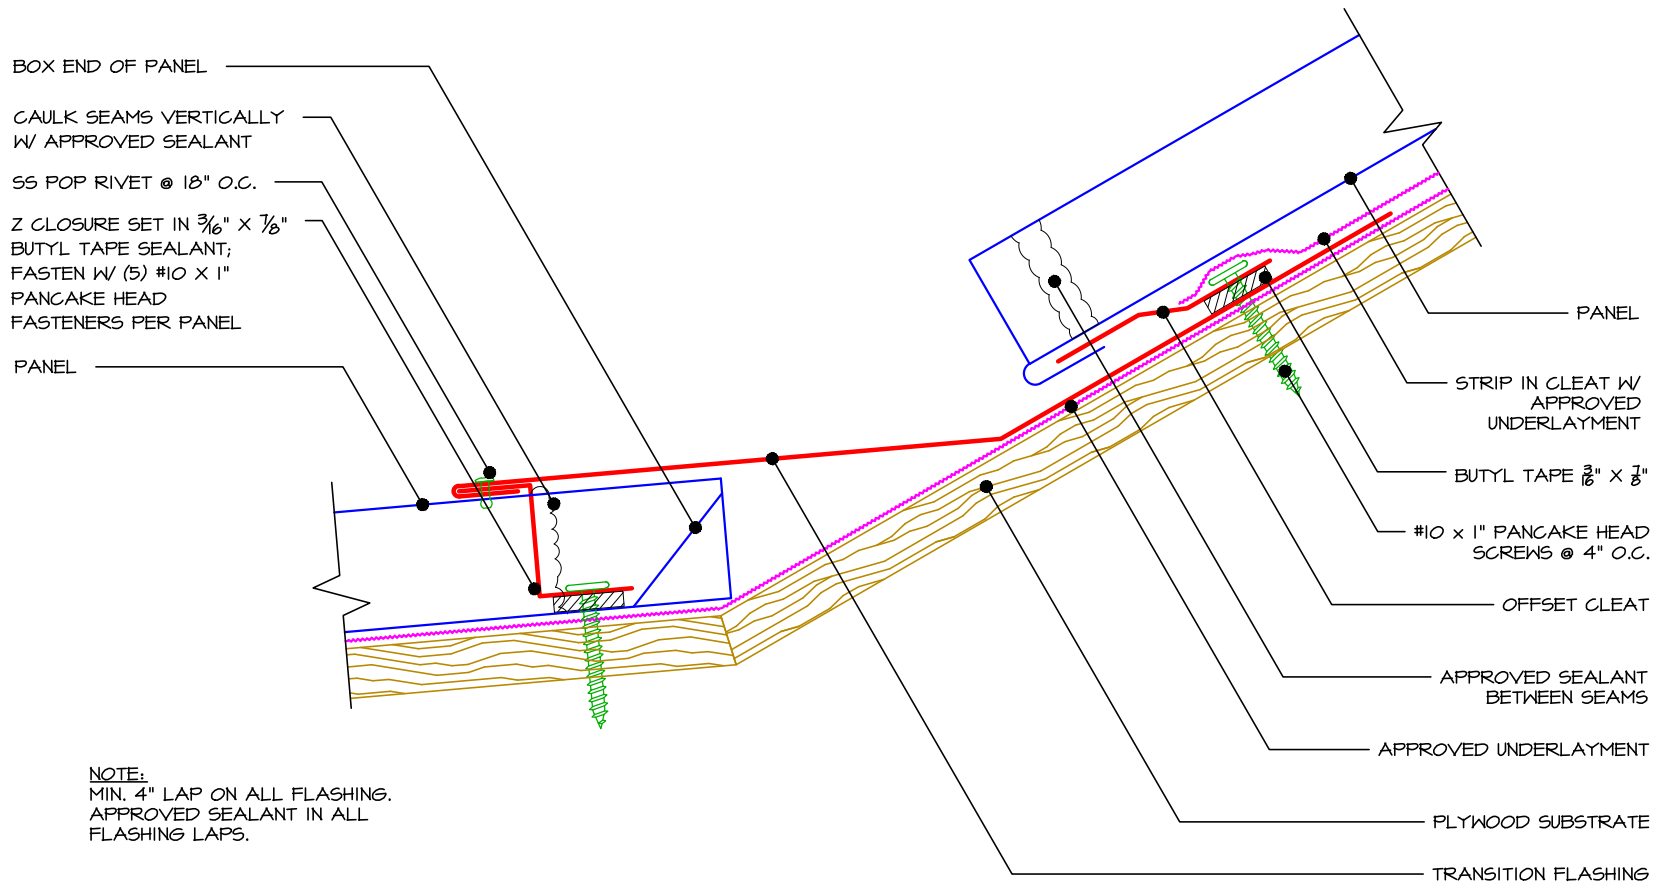 BOX END OF PANEL
CAULK SEAMS VERTICALLY
W/ APPROVED SEALANT
SS POP RIVET @ 18" O.C.
Z CLOSURE SET IN 3/16" X 7/8"
BUTYL TAPE SEALANT;
FASTEN W/ (5) #10 X 1"
PANCAKE HEAD
FASTENERS PER PANEL
PANEL
PANEL
STRIP IN CLEAT W/
APPROVED
UNDERLAYMENT
BUTYL TAPE 3/16" X 7/8"
#10 x 1" PANCAKE HEAD
SCREWS @ 4" O.C.
OFFSET CLEAT
APPROVED SEALANT
BETWEEN SEAMS
APPROVED UNDERLAYMENT
PLYWOOD SUBSTRATE
TRANSITION FLASHING
NOTE:
MIN. 4" LAP ON ALL FLASHING.
APPROVED SEALANT IN ALL
FLASHING LAPS.